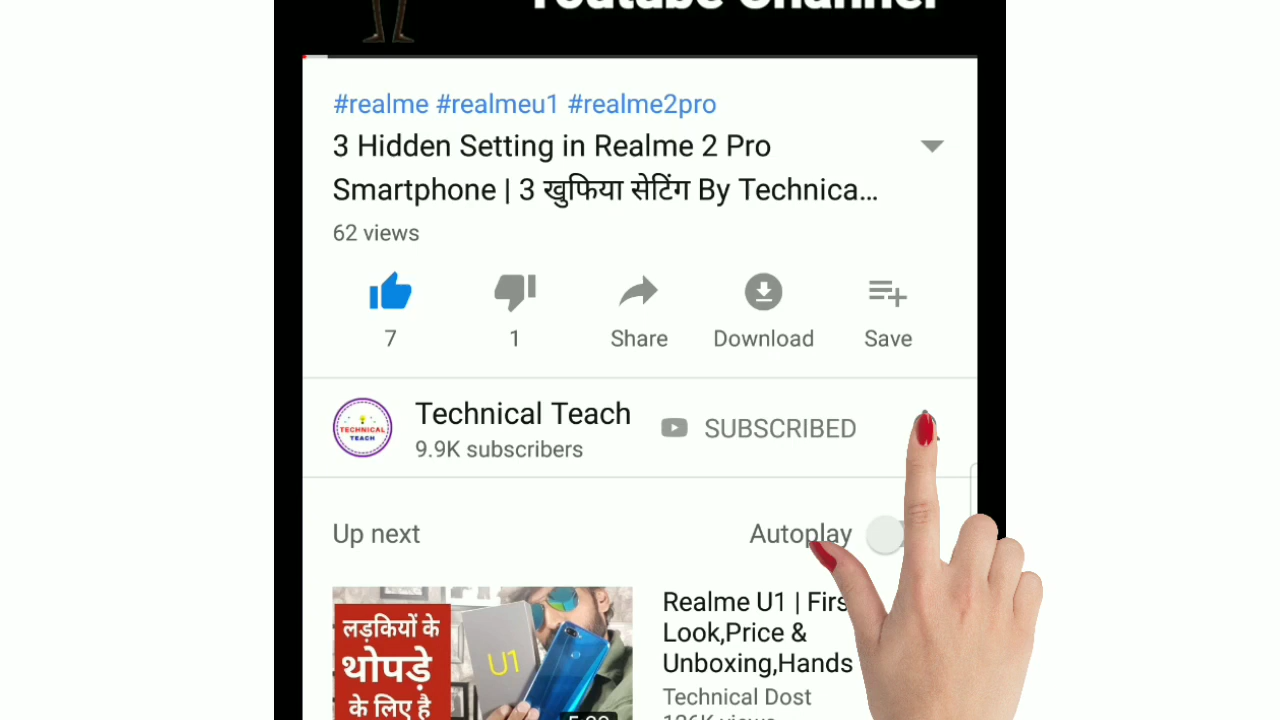 Youtube Channel
#realme #realmeu1 #realme2pro
3 Hidden Setting in Realme 2 Pro
Smartphone | 3 खुफिया सेटिंग By Technica...
62 views
7
1
Share
Download
Save
TECHNICAL
TEACH
Technical Teach
9.9K subscribers
SUBSCRIBED
Up next
Autoplay
लड़कियों के
थोपड़े
के लिए है
U1
Realme U1 | Firs
Look,Price &
Unboxing,Hands
Technical Dost